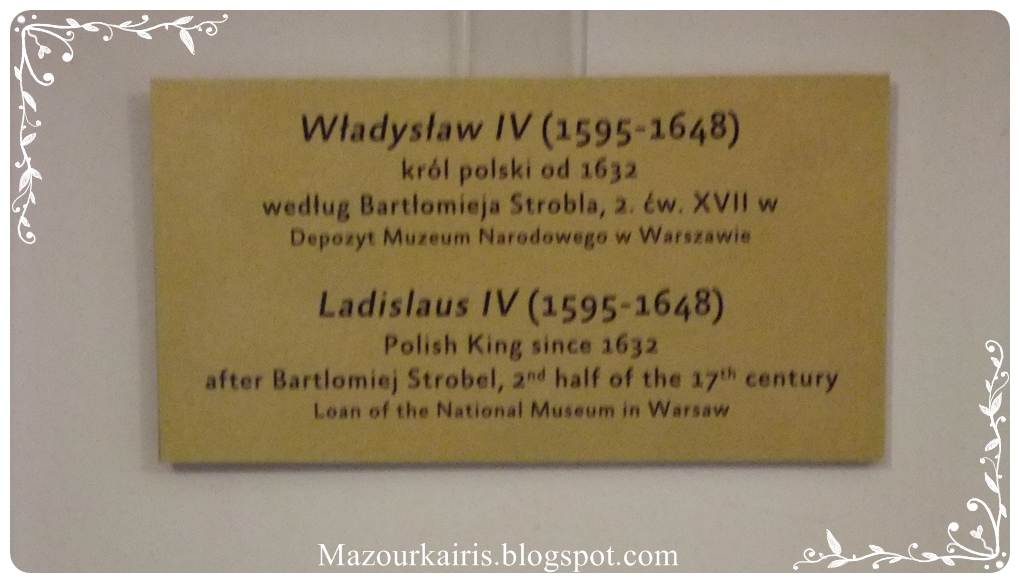 Władysław IV (1595-1648)
król polski od 1632
według Bartłomieja Strobla, 2. ćw. XVII w
Depozyt Muzeum Narodowego w Warszawie
Ladislaus IV (1595-1648)
Polish King since 1632
after Bartlomiej Strobel, 2nd half of the 17th century
Loan of the National Museum in Warsaw
Mazourkairis.blogspot.com